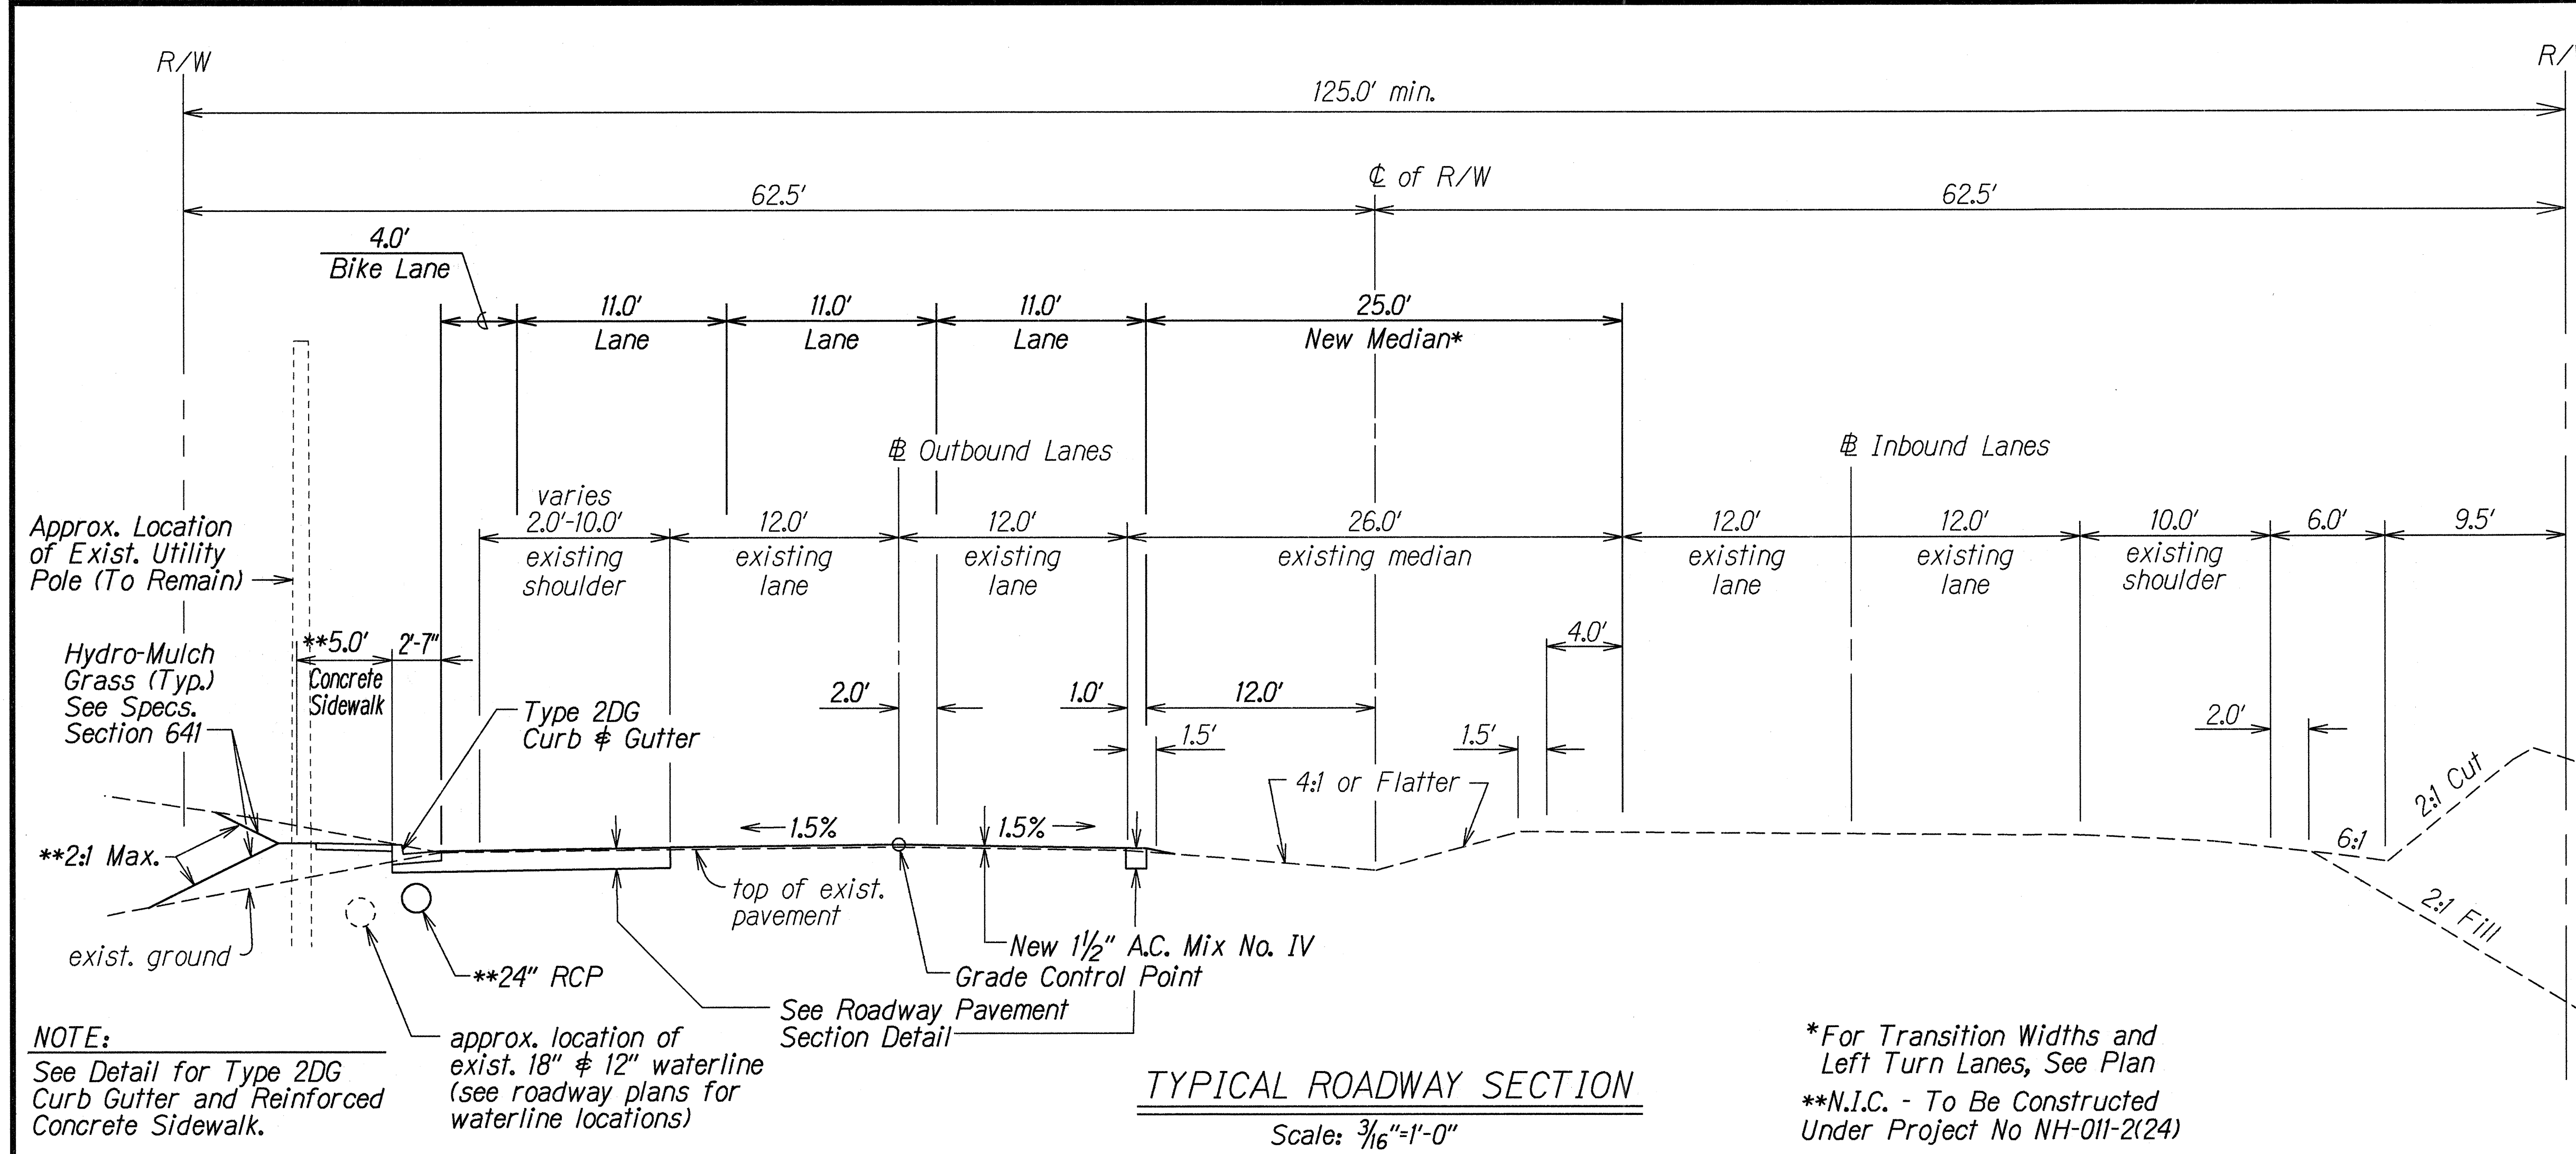 R/W
R/
125.0' min.
℄ of R/W
62.5'
62.5'
4.0'
Bike Lane
11.0'
Lane
11.0'
Lane
11.0'
Lane
25.0'
New Median*
℄ Outbound Lanes
℄ Inbound Lanes
varies
2.0'-10.0'
existing
shoulder
12.0'
existing
lane
12.0'
existing
lane
26.0'
existing median
12.0'
existing
lane
12.0'
existing
lane
10.0'
existing
shoulder
6.0'
9.5'
Approx. Location
of Exist. Utility
Pole (To Remain)
**5.0'
Concrete
Sidewalk
2'-7"
Hydro-Mulch
Grass (Typ.)
See Specs.
Section 641
Type 2DG
Curb & Gutter
2.0'
1.0'
12.0'
1.5'
4.0'
1.5'
2.0'
4:1 or Flatter
2:1 Cut
6:1
2:1 Fill
1.5%
1.5%
**2:1 Max.
top of exist.
pavement
exist. ground
**24" RCP
New 1½" A.C. Mix No. IV
Grade Control Point
See Roadway Pavement
Section Detail
approx. location of
exist. 18" & 12" waterline
(see roadway plans for
waterline locations)
NOTE:
See Detail for Type 2DG
Curb Gutter and Reinforced
Concrete Sidewalk.
TYPICAL ROADWAY SECTION
Scale: 3/16"=1'-0"
*For Transition Widths and
Left Turn Lanes, See Plan
**N.I.C. - To Be Constructed
Under Project No NH-011-2(24)